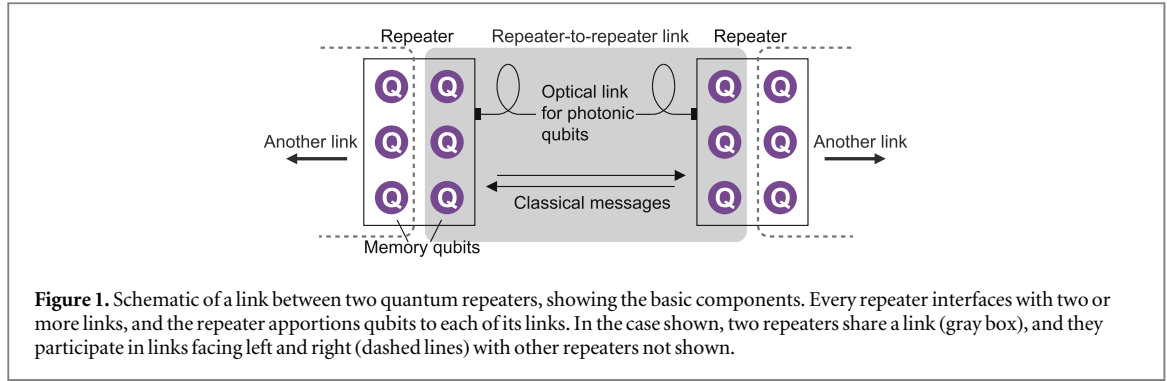 Repeater
Repeater-to-repeater link
Repeater
Q Q
Q Q
Optical link
for photonic
qubits
Another link
Q Q
Q Q
Another link
Q Q
Q Q
Classical messages
Memory qubits
Figure 1. Schematic of a link between two quantum repeaters, showing the basic components. Every repeater interfaces with two or
more links, and the repeater apportions qubits to each of its links. In the case shown, two repeaters share a link (gray box), and they
participate in links facing left and right (dashed lines) with other repeaters not shown.